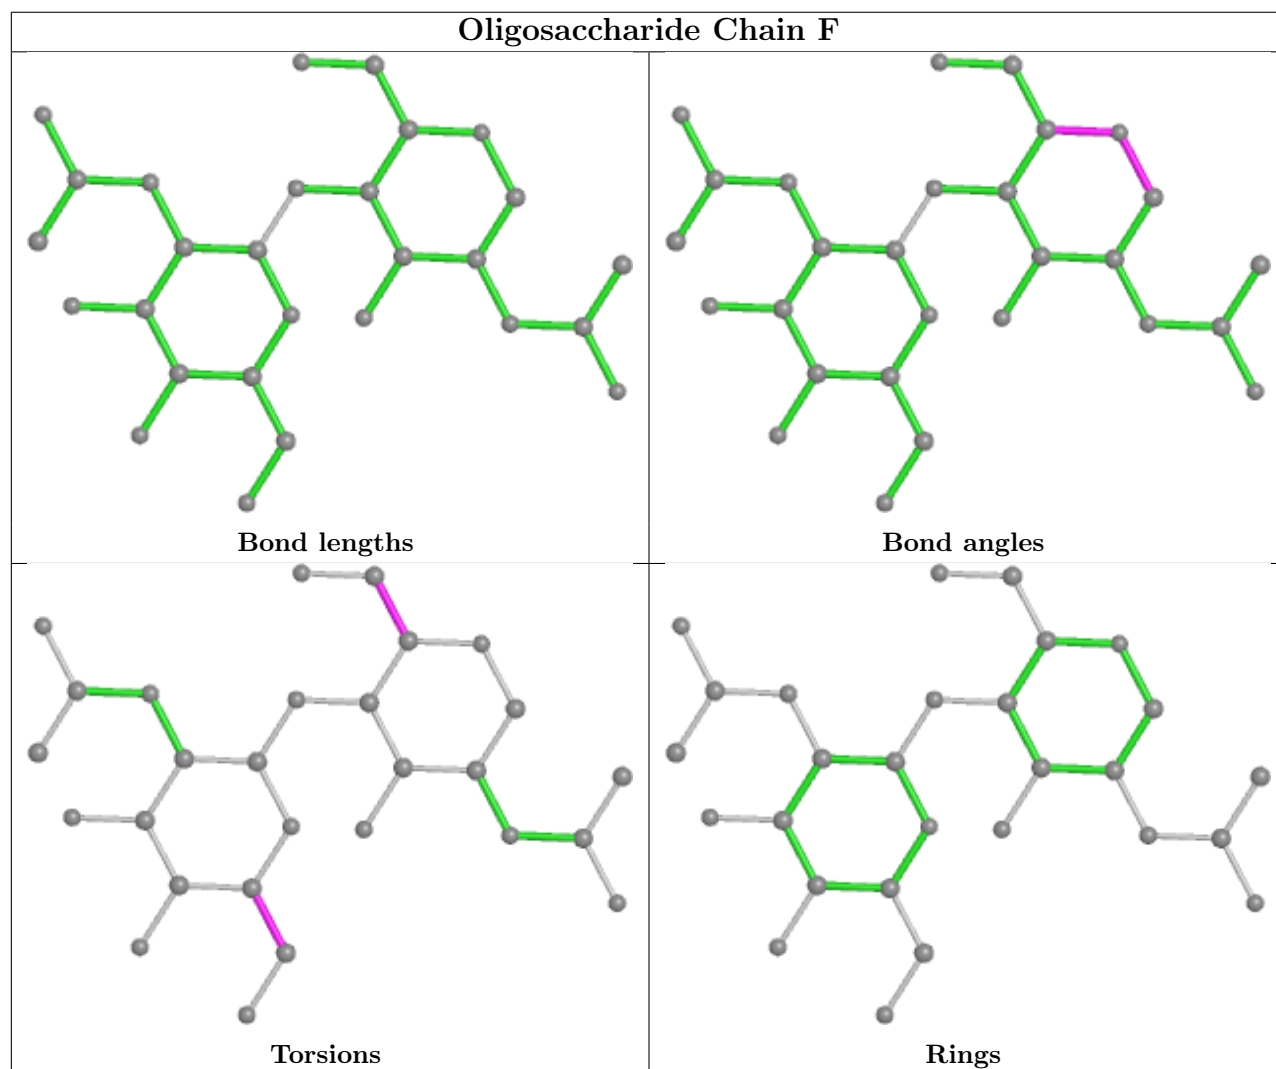 Oligosaccharide Chain F
Bond lengths
Bond angles
Torsions
Rings